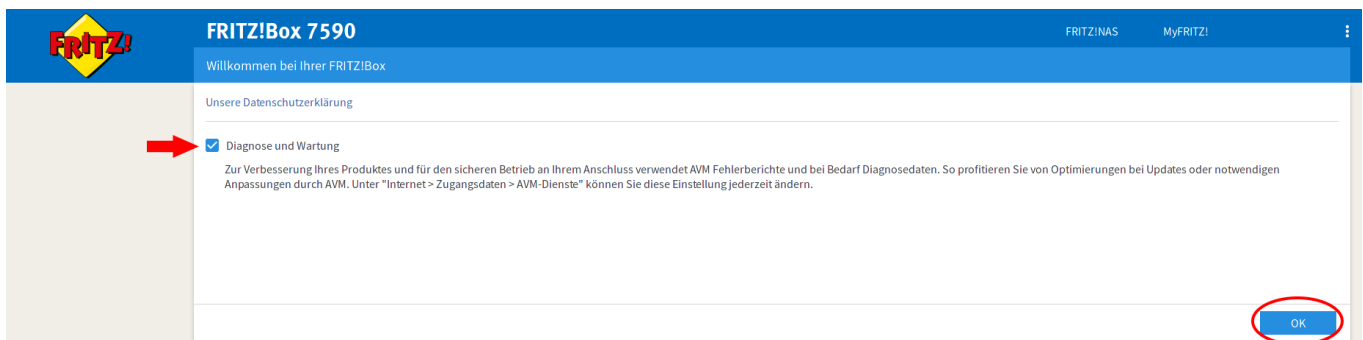 FRITZ!
FRITZ!Box 7590
FRITZ!NAS MyFRITZ!
Willkommen bei Ihrer FRITZ!Box
Unsere Datenschutzerklärung
Diagnose und Wartung
Zur Verbesserung Ihres Produktes und für den sicheren Betrieb an Ihrem Anschluss verwendet AVM Fehlerberichte und bei Bedarf Diagnosedaten. So profitieren Sie von Optimierungen bei Updates oder notwendigen
Anpassungen durch AVM. Unter "Internet > Zugangsdaten > AVM-Dienste" können Sie diese Einstellung jederzeit ändern.
OK